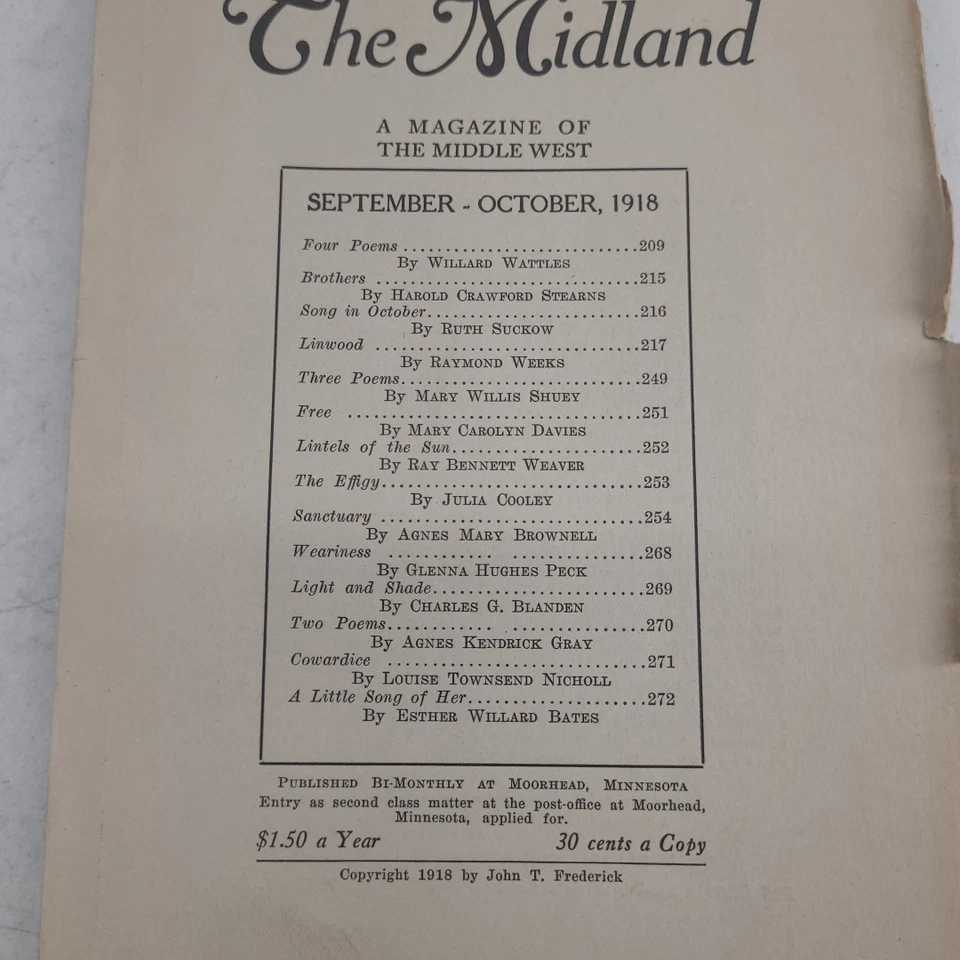 The Midland
A MAGAZINE OF
THE MIDDLE WEST
SEPTEMBER - OCTOBER, 1918
Four Poems ............................209
By WILLARD WATTLES
Brothers ...............................215
By HAROLD CRAWFORD STEARNS
Song in October.........................216
By RUTH SUCKOW
Linwood ...............................217
By RAYMOND WEEKS
Three Poems............................249
By MARY WILLIS SHUEY
Free ...................................251
By MARY CAROLYN DAVIES
Lintels of the Sun.......................252
By RAY BENNETT WEAVER
The Effigy...............................253
By JULIA COOLEY
Sanctuary ...............................254
By AGNES MARY BROWNELL
Weariness ............ ................268
By GLENNA HUGHES PECK
Light and Shade.........................269
By CHARLES G. BLANDEN
Two Poems............ ................270
By AGNES KENDRICK GRAY
Cowardice ...............................271
By LOUISE TOWNSEND NICHOLL
A Little Song of Her.....................272
By ESTHER WILLARD BATES
PUBLISHED BI-MONTHLY AT MOORHEAD, MINNESOTA
Entry as second class matter at the post-office at Moorhead,
Minnesota, applied for.
$1.50 a Year 30 cents a Copy
Copyright 1918 by John T. Frederick